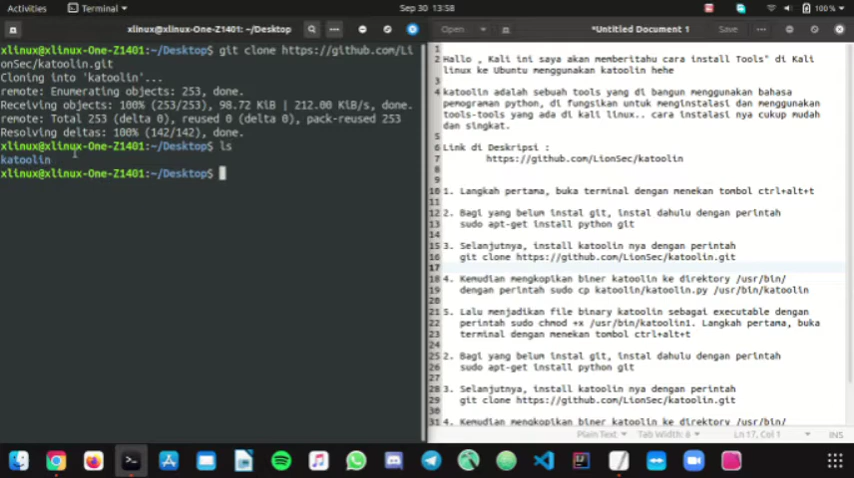 Activities
Terminal
Sep 30 13:58
100 %
xlinux@xlinux-One-Z1401: ~/Desktop
Open
*Untitled Document 1
Save
xlinux@xlinux-One-Z1401:~/Desktop$ git clone https://github.com/Li
onSec/katoolin.git
Cloning into 'katoolin'...
remote: Enumerating objects: 253, done.
Receiving objects: 100% (253/253), 98.72 KiB | 212.00 KiB/s, done.
remote: Total 253 (delta 0), reused 0 (delta 0), pack-reused 253
Resolving deltas: 100% (142/142), done.
xlinux@xlinux-One-Z1401:~/Desktop$ ls
katoolin
xlinux@xlinux-One-Z1401:~/Desktop$
1
2 Hallo , Kali ini saya akan memberitahu cara install Tools' di Kali
linux ke Ubuntu menggunakan katoolin hehe
3
4 katoolin adalah sebuah tools yang di bangun menggunakan bahasa
pemograman python, di fungsikan untuk menginstalasi dan menggunakan
tools-tools yang ada di kali linux.. cara instalasi nya cukup mudah
dan singkat.
5
6 Link di Deskripsi :
7 https://github.com/LionSec/katoolin
8
9
10 1. Langkah pertama, buka terminal dengan menekan tombol ctrl+alt+t
11
12 2. Bagi yang belum instal git, instal dahulu dengan perintah
13 sudo apt-get install python git
14
15 3. Selanjutnya, install katoolin nya dengan perintah
16 git clone https://github.com/LionSec/katoolin.git
17
18 4. Kemudian mengkopikan biner katoolin ke direktory /usr/bin/
19 dengan perintah sudo cp katoolin/katoolin.py /usr/bin/katoolin
20
21 5. Lalu menjadikan file binary katoolin sebagai executable dengan
22 perintah sudo chmod +x /usr/bin/katoolin1. Langkah pertama, buka
23 terminal dengan menekan tombol ctrl+alt+t
24
25 2. Bagi yang belum instal git, instal dahulu dengan perintah
26 sudo apt-get install python git
27
28 3. Selanjutnya, install katoolin nya dengan perintah
29 git clone https://github.com/LionSec/katoolin.git
30
31 4. Kemudian mengkopikan biner katoolin ke direktory /usr/bin/
Plain Text
Tab Width: 8
Ln 17, Col 1
INS